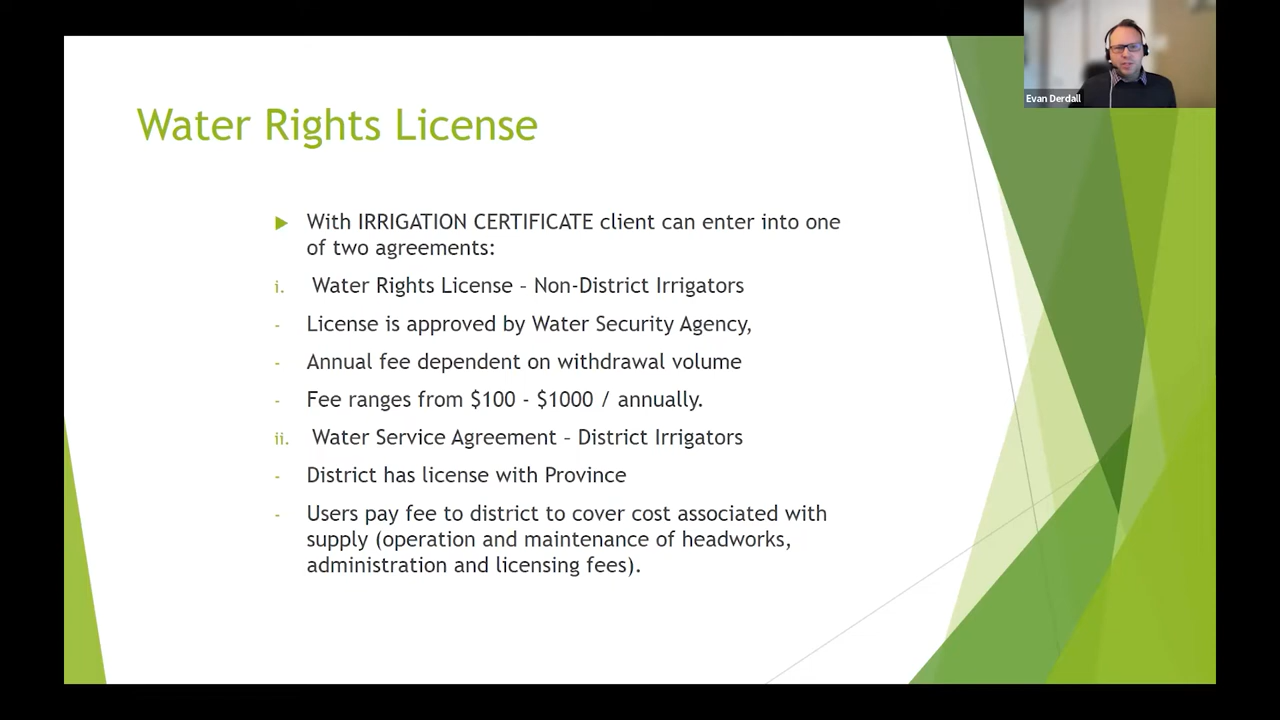 Evan Derdall
Water Rights License
With IRRIGATION CERTIFICATE client can enter into one
of two agreements:
i. Water Rights License – Non-District Irrigators
- License is approved by Water Security Agency,
- Annual fee dependent on withdrawal volume
- Fee ranges from $100 - $1000 / annually.
ii. Water Service Agreement – District Irrigators
- District has license with Province
- Users pay fee to district to cover cost associated with
supply (operation and maintenance of headworks,
administration and licensing fees).